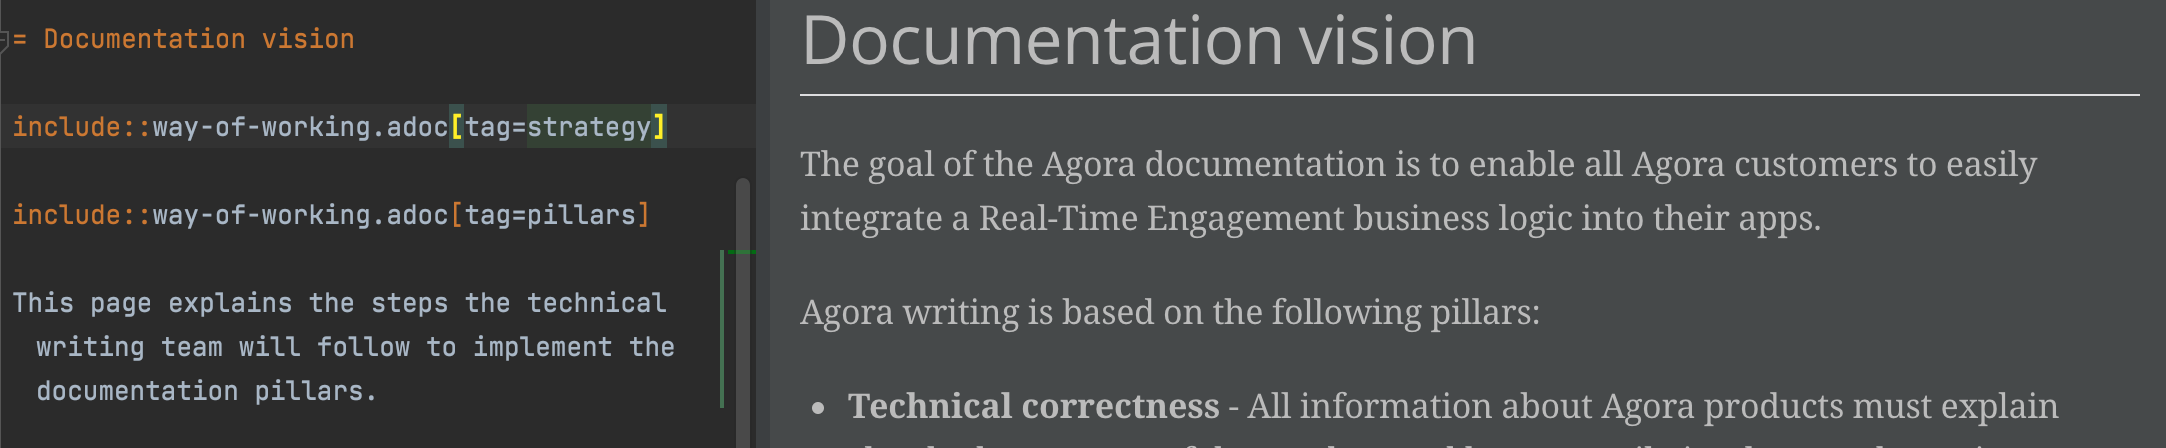 = Documentation vision
include::way-of-working.adoc[tag=strategy]
include::way-of-working.adoc[tag=pillars]
This page explains the steps the technical
writing team will follow to implement the
documentation pillars.
Documentation vision
The goal of the Agora documentation is to enable all Agora customers to easily
integrate a Real-Time Engagement business logic into their apps.
Agora writing is based on the following pillars:
• Technical correctness - All information about Agora products must explain